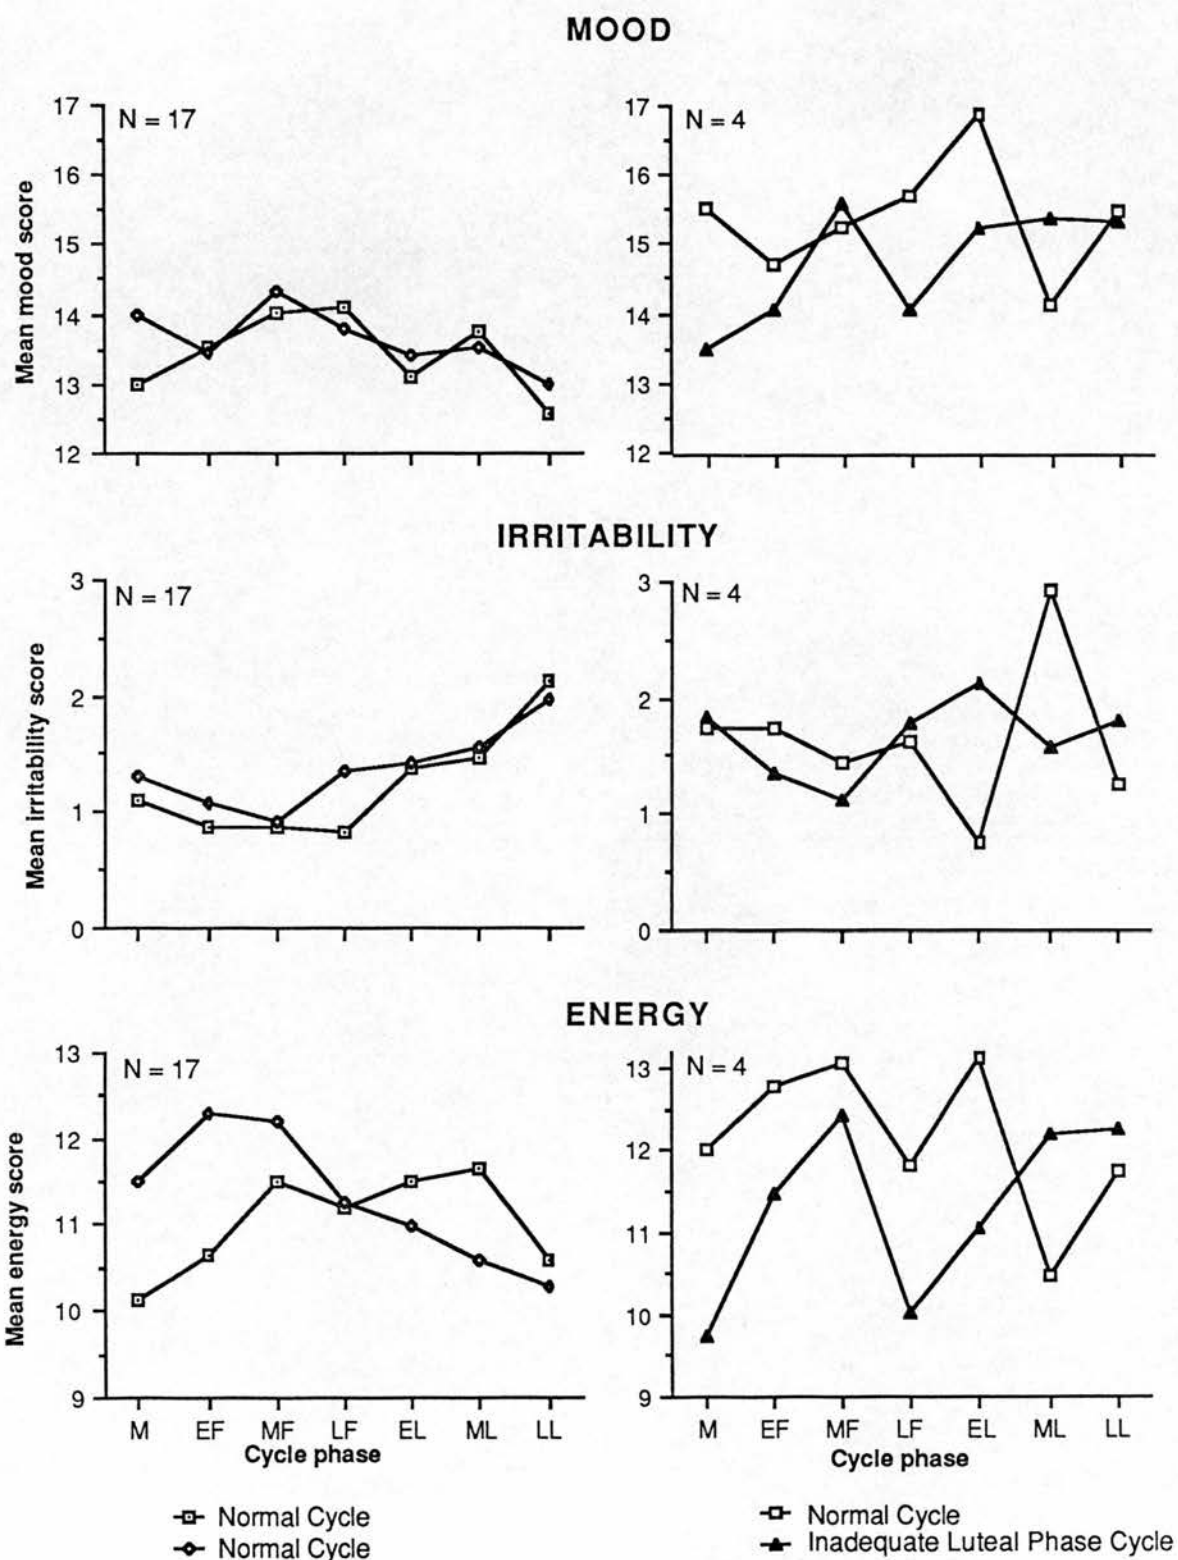 MOOD
N = 17
N = 4
Mean mood score
17
16
15
14
13
12
17
16
15
14
13
12
IRRITABILITY
N = 17
N = 4
Mean irritability score
3
2
1
0
3
2
1
0
ENERGY
N = 17
N = 4
Mean energy score
13
12
11
10
9
13
12
11
10
9
M EF MF LF EL ML LL
Cycle phase
M EF MF LF EL ML LL
Cycle phase
Normal Cycle
Normal Cycle
Normal Cycle
Inadequate Luteal Phase Cycle